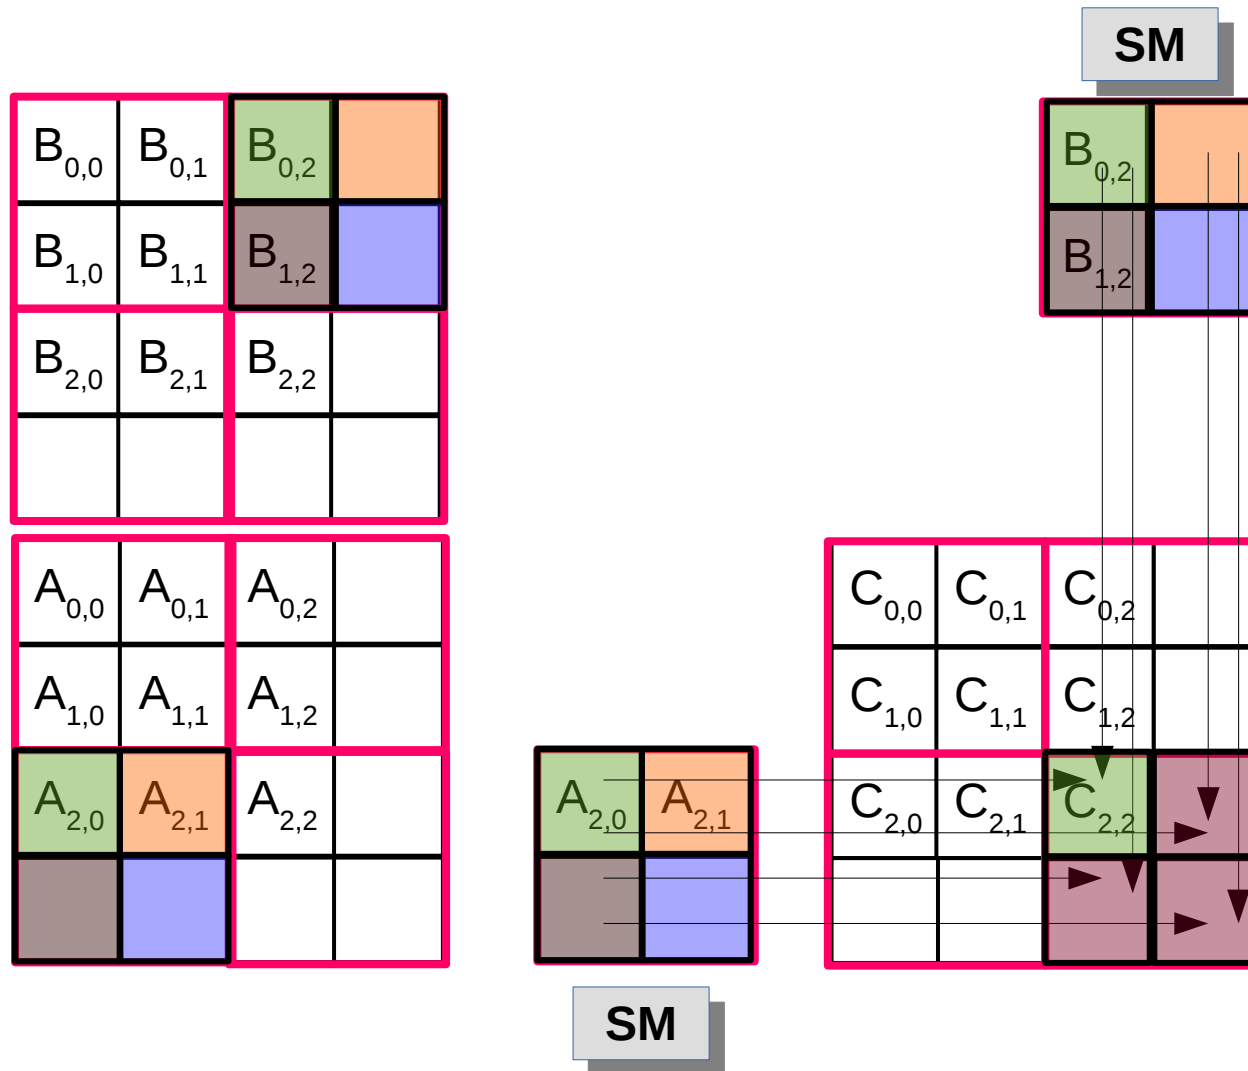 SM
B0,0 B0,1 B0,2
B0,2
B1,0 B1,1 B1,2
B1,2
B2,0 B2,1 B2,2
A0,0 A0,1 A0,2
C0,0 C0,1 C0,2
A1,0 A1,1 A1,2
C1,0 C1,1 C1,2
A2,0 A2,1 A2,2
A2,0 A2,1
C2,0 C2,1 C2,2
SM